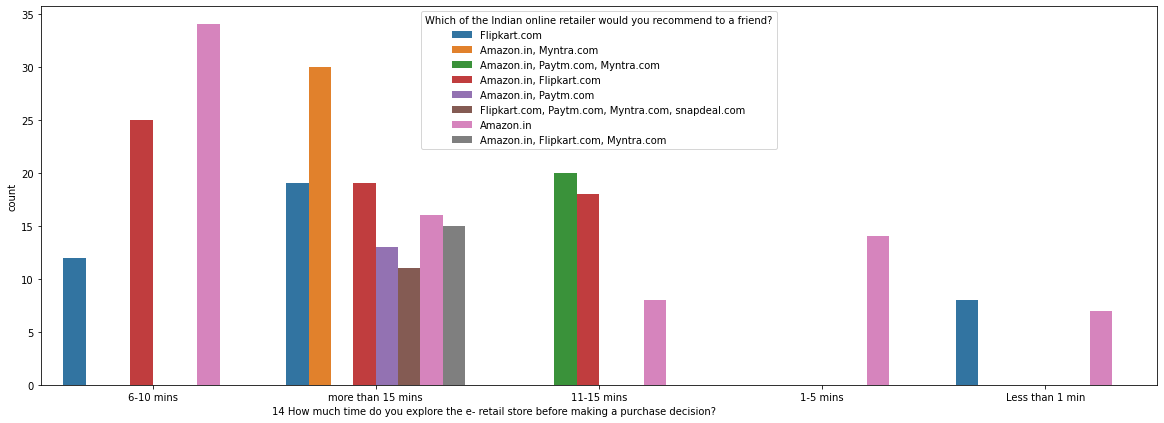 Which of the Indian online retailer would you recommend to a friend?
Flipkart.com
Amazon.in, Myntra.com
Amazon.in, Paytm.com, Myntra.com
Amazon.in, Flipkart.com
Amazon.in, Paytm.com
Flipkart.com, Paytm.com, Myntra.com, snapdeal.com
Amazon.in
Amazon.in, Flipkart.com, Myntra.com
35
30
25
20
15
10
5
0
count
6-10 mins
more than 15 mins
11-15 mins
1-5 mins
Less than 1 min
14 How much time do you explore the e- retail store before making a purchase decision?